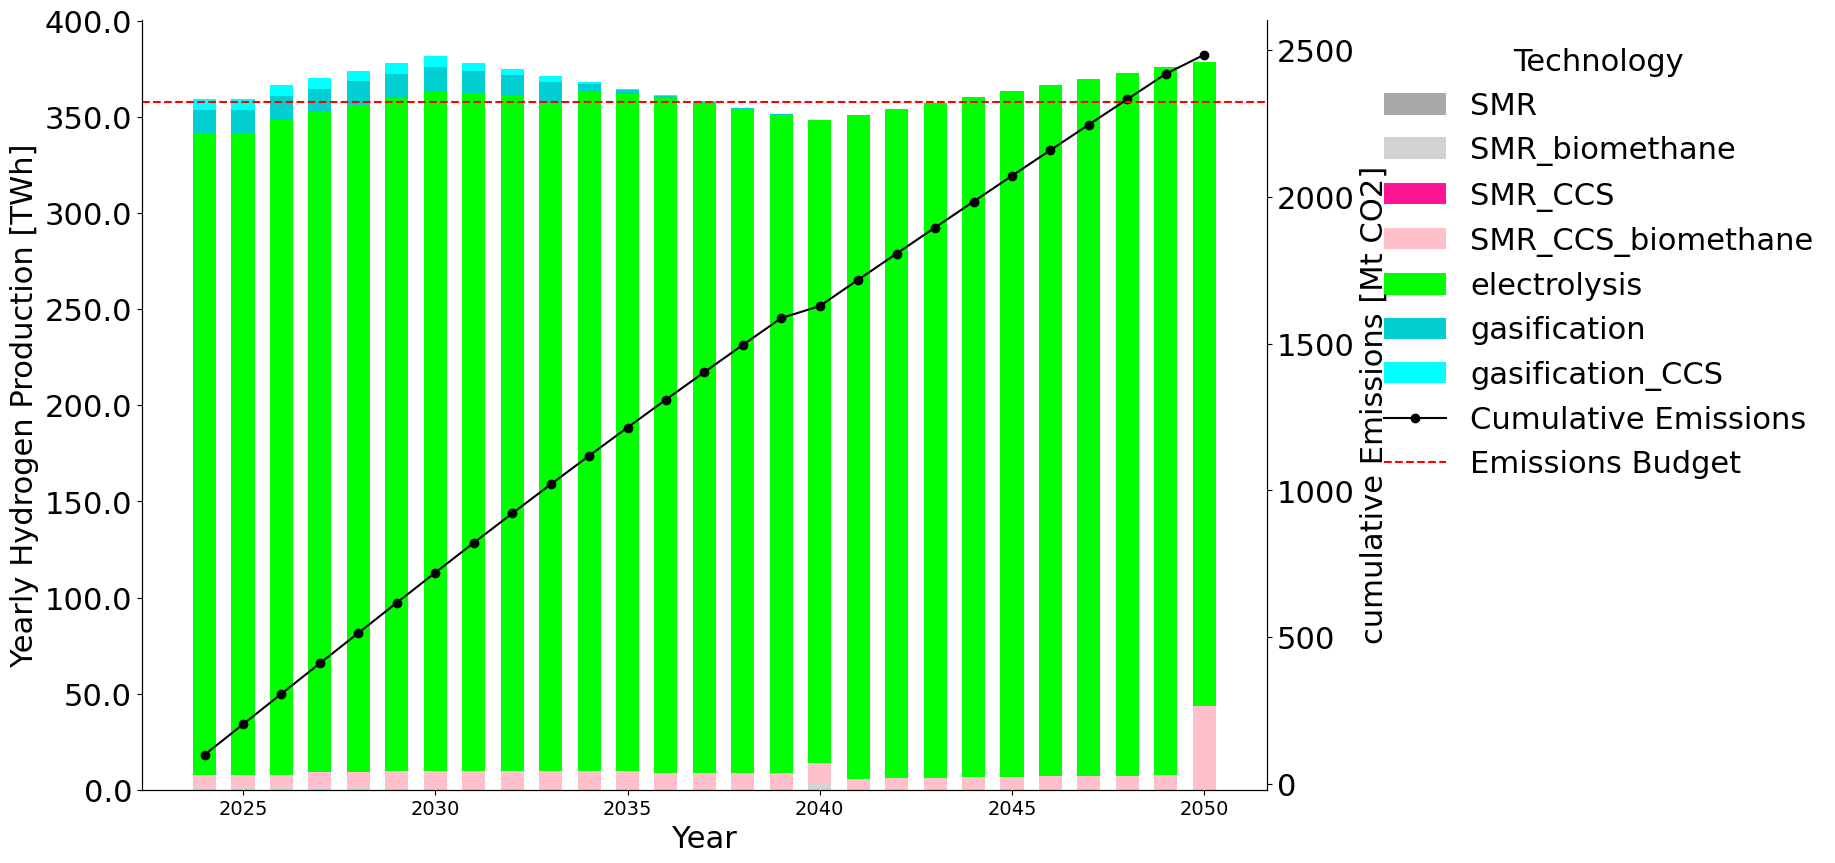 Yearly Hydrogen Production [TWh]
400.0
350.0
300.0
250.0
200.0
150.0
100.0
50.0
0.0
2025
2030
2035
2040
2045
2050
Year
2500
2000
1500
1000
500
0
cumulative Emissions [Mt CO2]
Technology
SMR
SMR_biomethane
SMR_CCS
SMR_CCS_biomethane
electrolysis
gasification
gasification_CCS
Cumulative Emissions
Emissions Budget